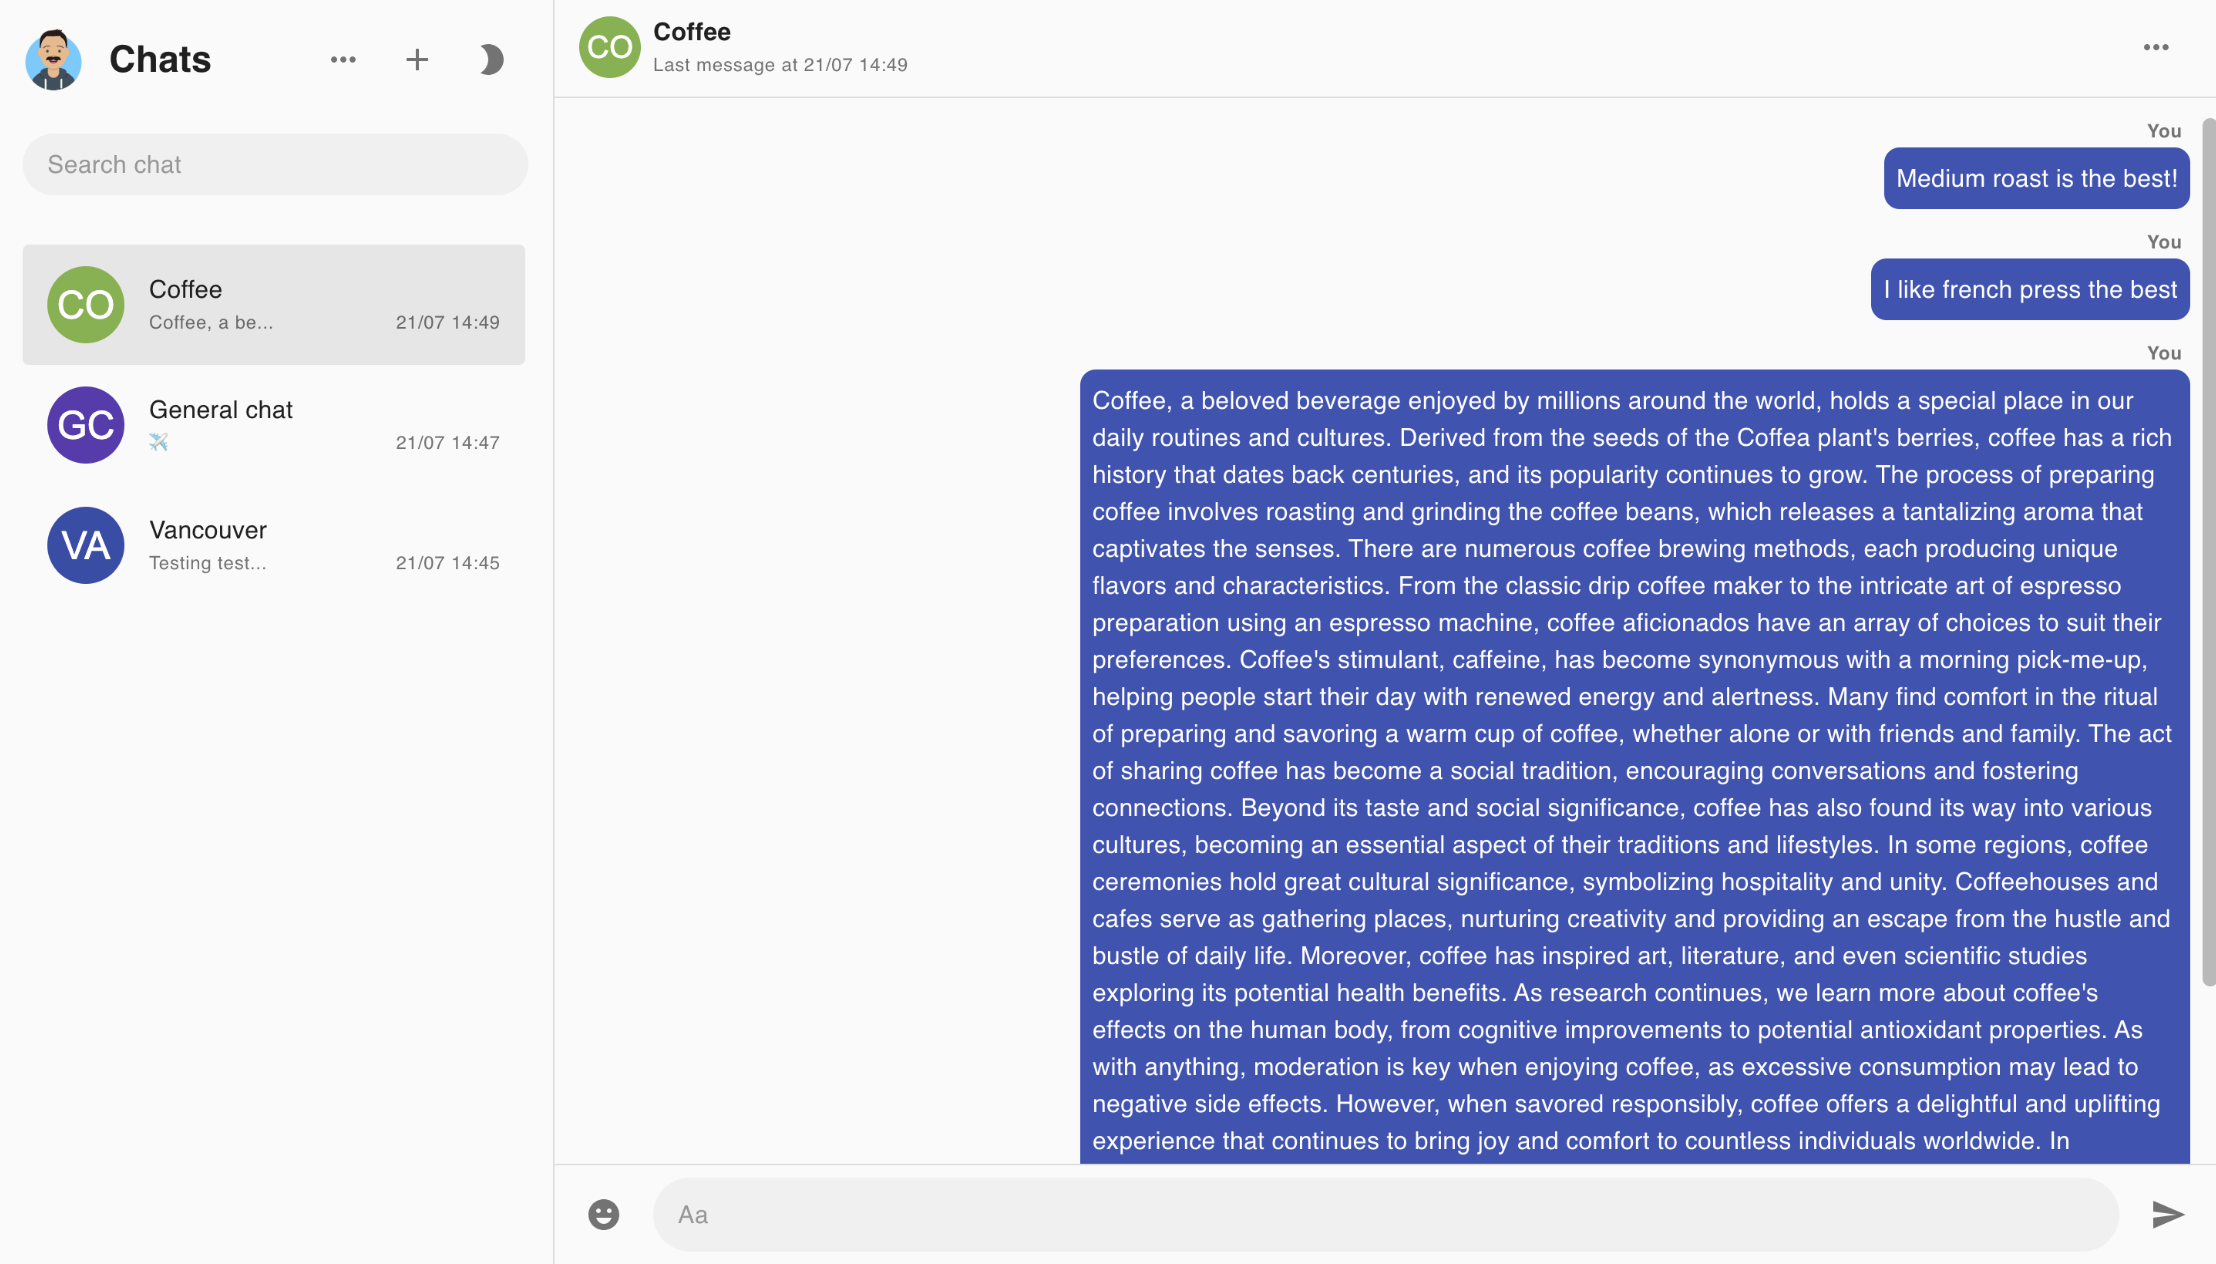 Chats
Search chat
CO
Coffee
Coffee, a be...
21/07 14:49
GC
General chat
✈️
21/07 14:47
VA
Vancouver
Testing test...
21/07 14:45
CO
Coffee
Last message at 21/07 14:49
You
Medium roast is the best!
You
I like french press the best
You
Coffee, a beloved beverage enjoyed by millions around the world, holds a special place in our
daily routines and cultures. Derived from the seeds of the Coffea plant's berries, coffee has a rich
history that dates back centuries, and its popularity continues to grow. The process of preparing
coffee involves roasting and grinding the coffee beans, which releases a tantalizing aroma that
captivates the senses. There are numerous coffee brewing methods, each producing unique
flavors and characteristics. From the classic drip coffee maker to the intricate art of espresso
preparation using an espresso machine, coffee aficionados have an array of choices to suit their
preferences. Coffee's stimulant, caffeine, has become synonymous with a morning pick-me-up,
helping people start their day with renewed energy and alertness. Many find comfort in the ritual
of preparing and savoring a warm cup of coffee, whether alone or with friends and family. The act
of sharing coffee has become a social tradition, encouraging conversations and fostering
connections. Beyond its taste and social significance, coffee has also found its way into various
cultures, becoming an essential aspect of their traditions and lifestyles. In some regions, coffee
ceremonies hold great cultural significance, symbolizing hospitality and unity. Coffeehouses and
cafes serve as gathering places, nurturing creativity and providing an escape from the hustle and
bustle of daily life. Moreover, coffee has inspired art, literature, and even scientific studies
exploring its potential health benefits. As research continues, we learn more about coffee's
effects on the human body, from cognitive improvements to potential antioxidant properties. As
with anything, moderation is key when enjoying coffee, as excessive consumption may lead to
negative side effects. However, when savored responsibly, coffee offers a delightful and uplifting
experience that continues to bring joy and comfort to countless individuals worldwide. In
Aa